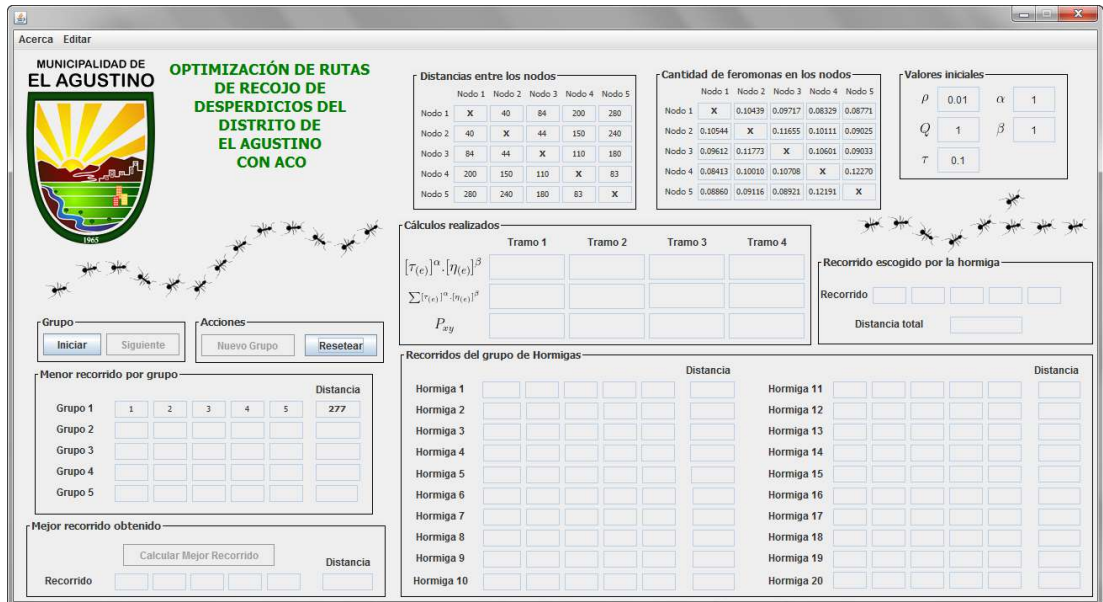 Acerca Editar
MUNICIPALIDAD DE
EL AGUSTINO
1965
OPTIMIZACIÓN DE RUTAS
DE RECOJO DE
DESPERDICIOS DEL
DISTRITO DE
EL AGUSTINO
CON ACO
Distancias entre los nodos
Nodo 1 Nodo 2 Nodo 3 Nodo 4 Nodo 5
Nodo 1 X 40 84 200 280
Nodo 2 40 X 44 150 240
Nodo 3 84 44 X 110 180
Nodo 4 200 150 110 X 83
Nodo 5 280 240 180 83 X
Cantidad de feromonas en los nodos
Nodo 1 Nodo 2 Nodo 3 Nodo 4 Nodo 5
Nodo 1 X 0.10439 0.09717 0.08329 0.08771
Nodo 2 0.10544 X 0.11655 0.10111 0.09025
Nodo 3 0.09612 0.11773 X 0.10601 0.09033
Nodo 4 0.08413 0.10010 0.10708 X 0.12270
Nodo 5 0.08860 0.09116 0.08921 0.12191 X
Valores iniciales
ρ 0.01 α 1
Q 1 β 1
τ 0.1
Cálculos realizados
Tramo 1 Tramo 2 Tramo 3 Tramo 4
[τ(e)]^α.[η(e)]^β
∑[τ(e)]^α.[η(e)]^β
P_xy
Recorrido escogido por la hormiga
Recorrido
Distancia total
Grupo
Iniciar Siguiente
Acciones
Nuevo Grupo Resetear
Menor recorrido por grupo
Distancia
Grupo 1 1 2 3 4 5 277
Grupo 2
Grupo 3
Grupo 4
Grupo 5
Mejor recorrido obtenido
Calcular Mejor Recorrido
Distancia
Recorrido
Recorridos del grupo de Hormigas
Distancia Distancia
Hormiga 1 Hormiga 11
Hormiga 2 Hormiga 12
Hormiga 3 Hormiga 13
Hormiga 4 Hormiga 14
Hormiga 5 Hormiga 15
Hormiga 6 Hormiga 16
Hormiga 7 Hormiga 17
Hormiga 8 Hormiga 18
Hormiga 9 Hormiga 19
Hormiga 10 Hormiga 20